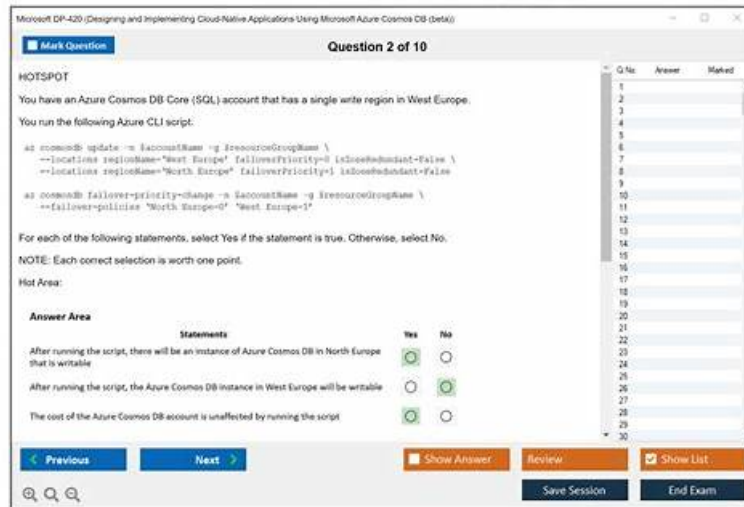 Microsoft DP-420 (Designing and Implementing Cloud-Native Applications Using Microsoft Azure Cosmos DB (beta))
Mark Question
Question 2 of 10
HOTSPOT
You have an Azure Cosmos DB Core (SQL) account that has a single write region in West Europe.
You run the following Azure CLI script.
az cosmosdb update -n $accountName -g $resourceGroupName \
--locations regionName="West Europe" failoverPriority=0 isZoneRedundant=False \
--locations regionName="North Europe" failoverPriority=1 isZoneRedundant=False
az cosmosdb failover-priority-change -n $accountName -g $resourceGroupName \
--failover-policies "North Europe=0" "West Europe=1"
For each of the following statements, select Yes if the statement is true. Otherwise, select No.
NOTE: Each correct selection is worth one point.
Hot Area:
Answer Area
Statements Yes No
After running the script, there will be an instance of Azure Cosmos DB in North Europe
that is writable
After running the script, the Azure Cosmos DB instance in West Europe will be writable
The cost of the Azure Cosmos DB account is unaffected by running the script
Q.No. Answer Marked
1
2
3
4
5
6
7
8
9
10
11
12
13
14
15
16
17
18
19
20
21
22
23
24
25
26
27
28
29
30
Previous
Next
Show Answer
Review
Show List
Save Session
End Exam